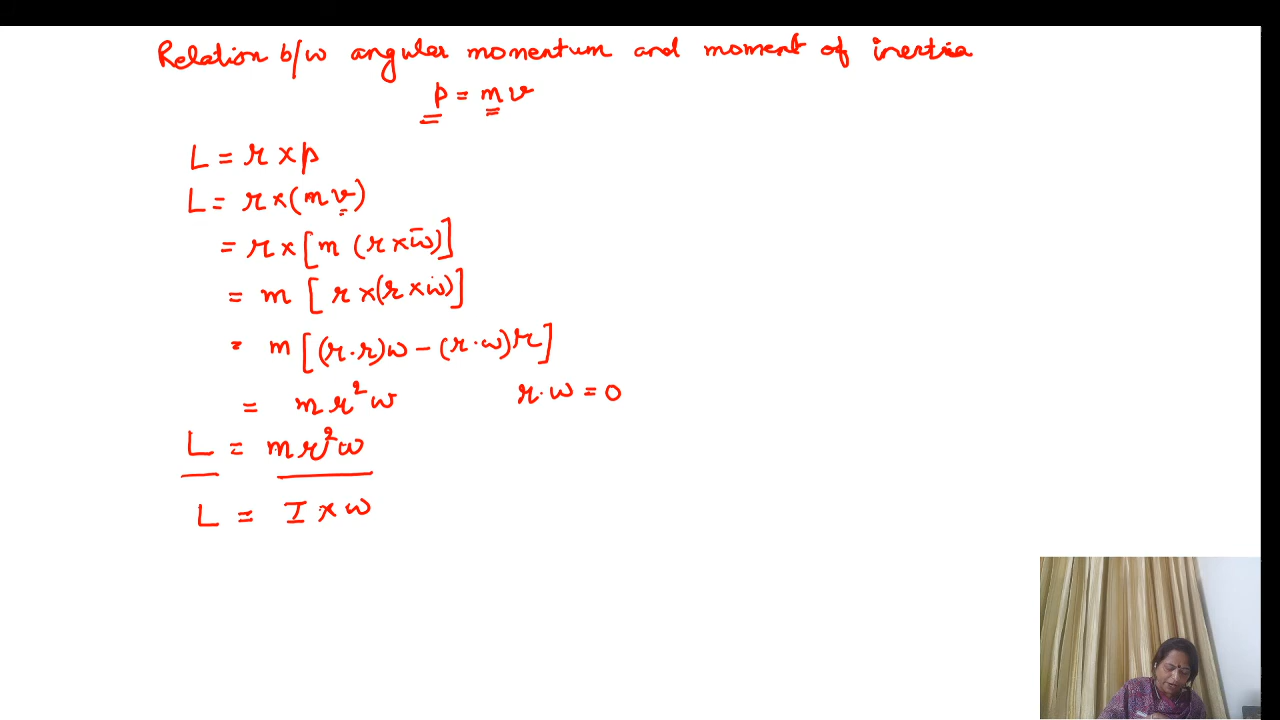 Relation b/w angular momentum and moment of inertia
p = mv
L = r × p
L = r × (mv)
= r × [m (r × ω̄)]
= m [r × (r × ω)]
= m [(r·r)ω − (r·ω)r]
= mr²ω r·ω = 0
L = mr²ω
L = I × ω